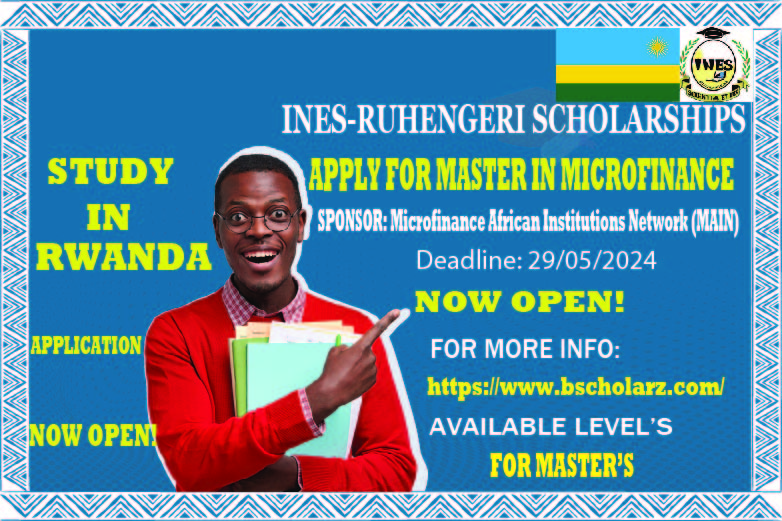 INES
SCIENTIA ET
INES-RUHENGERI SCHOLARSHIPS
STUDY
IN
RWANDA
APPLY FOR MASTER IN MICROFINANCE
SPONSOR: Microfinance African Institutions Network (MAIN)
Deadline: 29/05/2024
NOW OPEN!
APPLICATION
NOW OPEN!
FOR MORE INFO:
https://www.bscholarz.com/
AVAILABLE LEVEL'S
FOR MASTER'S